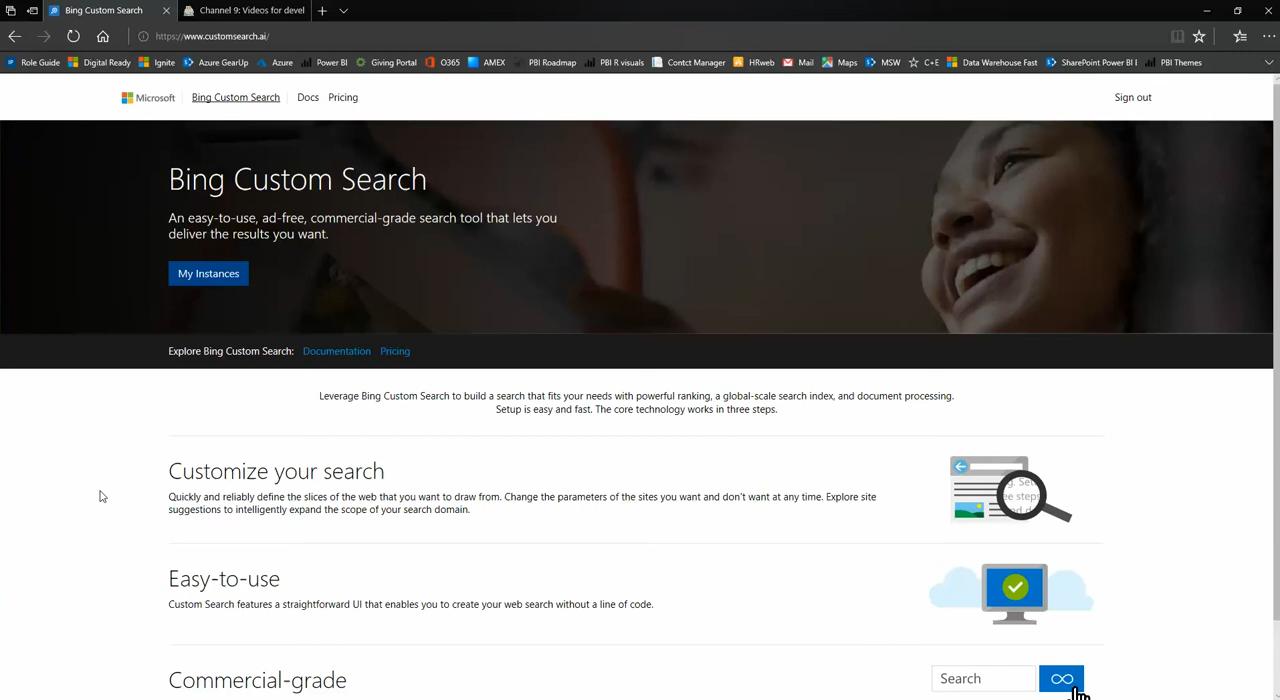 Bing Custom Search
Channel 9: Videos for devel
https://www.customsearch.ai/
Role Guide
Digital Ready
Ignite
Azure GearUp
Azure
Power BI
Giving Portal
O365
AMEX
PBI Roadmap
PBI R visuals
Contct Manager
HRweb
Mail
Maps
MSW
C+E
Data Warehouse Fast
SharePoint Power BI E
PBI Themes
Microsoft
Bing Custom Search
Docs
Pricing
Sign out
Bing Custom Search
An easy-to-use, ad-free, commercial-grade search tool that lets you
deliver the results you want.
My Instances
Explore Bing Custom Search:
Documentation
Pricing
Leverage Bing Custom Search to build a search that fits your needs with powerful ranking, a global-scale search index, and document processing.
Setup is easy and fast. The core technology works in three steps.
Customize your search
Quickly and reliably define the slices of the web that you want to draw from. Change the parameters of the sites you want and don't want at any time. Explore site
suggestions to intelligently expand the scope of your search domain.
Easy-to-use
Custom Search features a straightforward UI that enables you to create your web search without a line of code.
Commercial-grade
Search